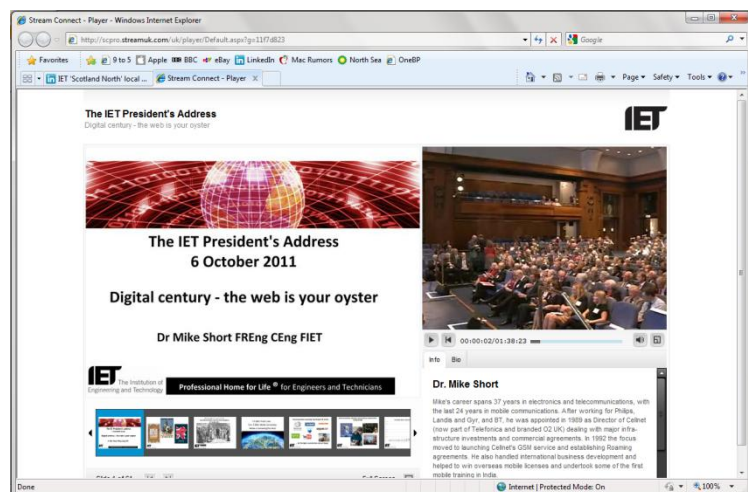 Stream Connect - Player - Windows Internet Explorer
http://scpro.streamuk.com/uk/player/Default.aspx?g=11f7d823
Google
Favorites 9 to 5 Apple BBC eBay LinkedIn Mac Rumors North Sea OneBP
IET 'Scotland North' local ... Stream Connect - Player X
Page Safety Tools
The IET President's Address
Digital century - the web is your oyster
IET
The IET President's Address
6 October 2011
Digital century - the web is your oyster
Dr Mike Short FREng CEng FIET
IET The Institution of
Engineering and Technology
Professional Home for Life ® for Engineers and Technicians
00:00:02/01:38:23
Info Bio
Dr. Mike Short
Mike's career spans 37 years in electronics and telecommunications, with
the last 24 years in mobile communications. After working for Philips,
Landis and Gyr, and BT, he was appointed in 1989 as Director of Cellnet
(now part of Telefonica and branded O2 UK) dealing with major infra-
structure investments and commercial agreements. In 1992 the focus
moved to launching Cellnet's GSM service and establishing Roaming
agreements. He also handled international business development and
helped to win overseas mobile licenses and undertook some of the first
mobile training in India.
Done
Internet | Protected Mode: On
100%